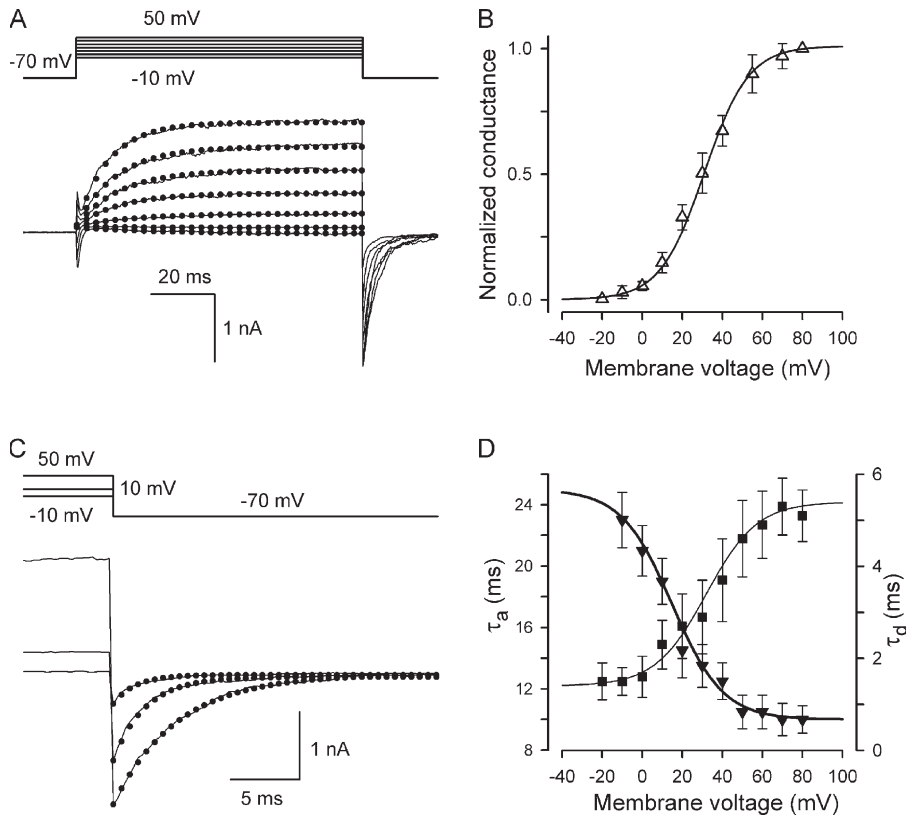 A
50 mV
-70 mV
-10 mV
20 ms
1 nA
B
Normalized conductance
1.0
0.5
0.0
-40 -20 0 20 40 60 80 100
Membrane voltage (mV)
C
50 mV
10 mV
-10 mV
-70 mV
1 nA
5 ms
D
τa (ms)
24
20
16
12
8
6
4
2
0
τd (ms)
-40 -20 0 20 40 60 80 100
Membrane voltage (mV)